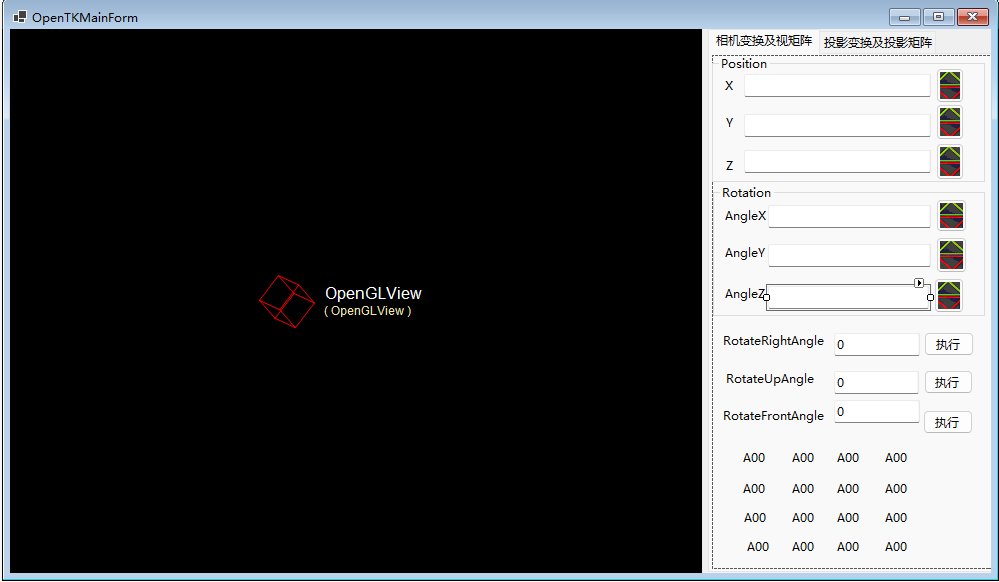 OpenTKMainForm
相机变换及视矩阵 投影变换及投影矩阵
Position
X
Y
Z
Rotation
AngleX
AngleY
AngleZ
OpenGLView
( OpenGLView )
RotateRightAngle 0 执行
RotateUpAngle 0 执行
RotateFrontAngle 0 执行
A00 A00 A00 A00
A00 A00 A00 A00
A00 A00 A00 A00
A00 A00 A00 A00